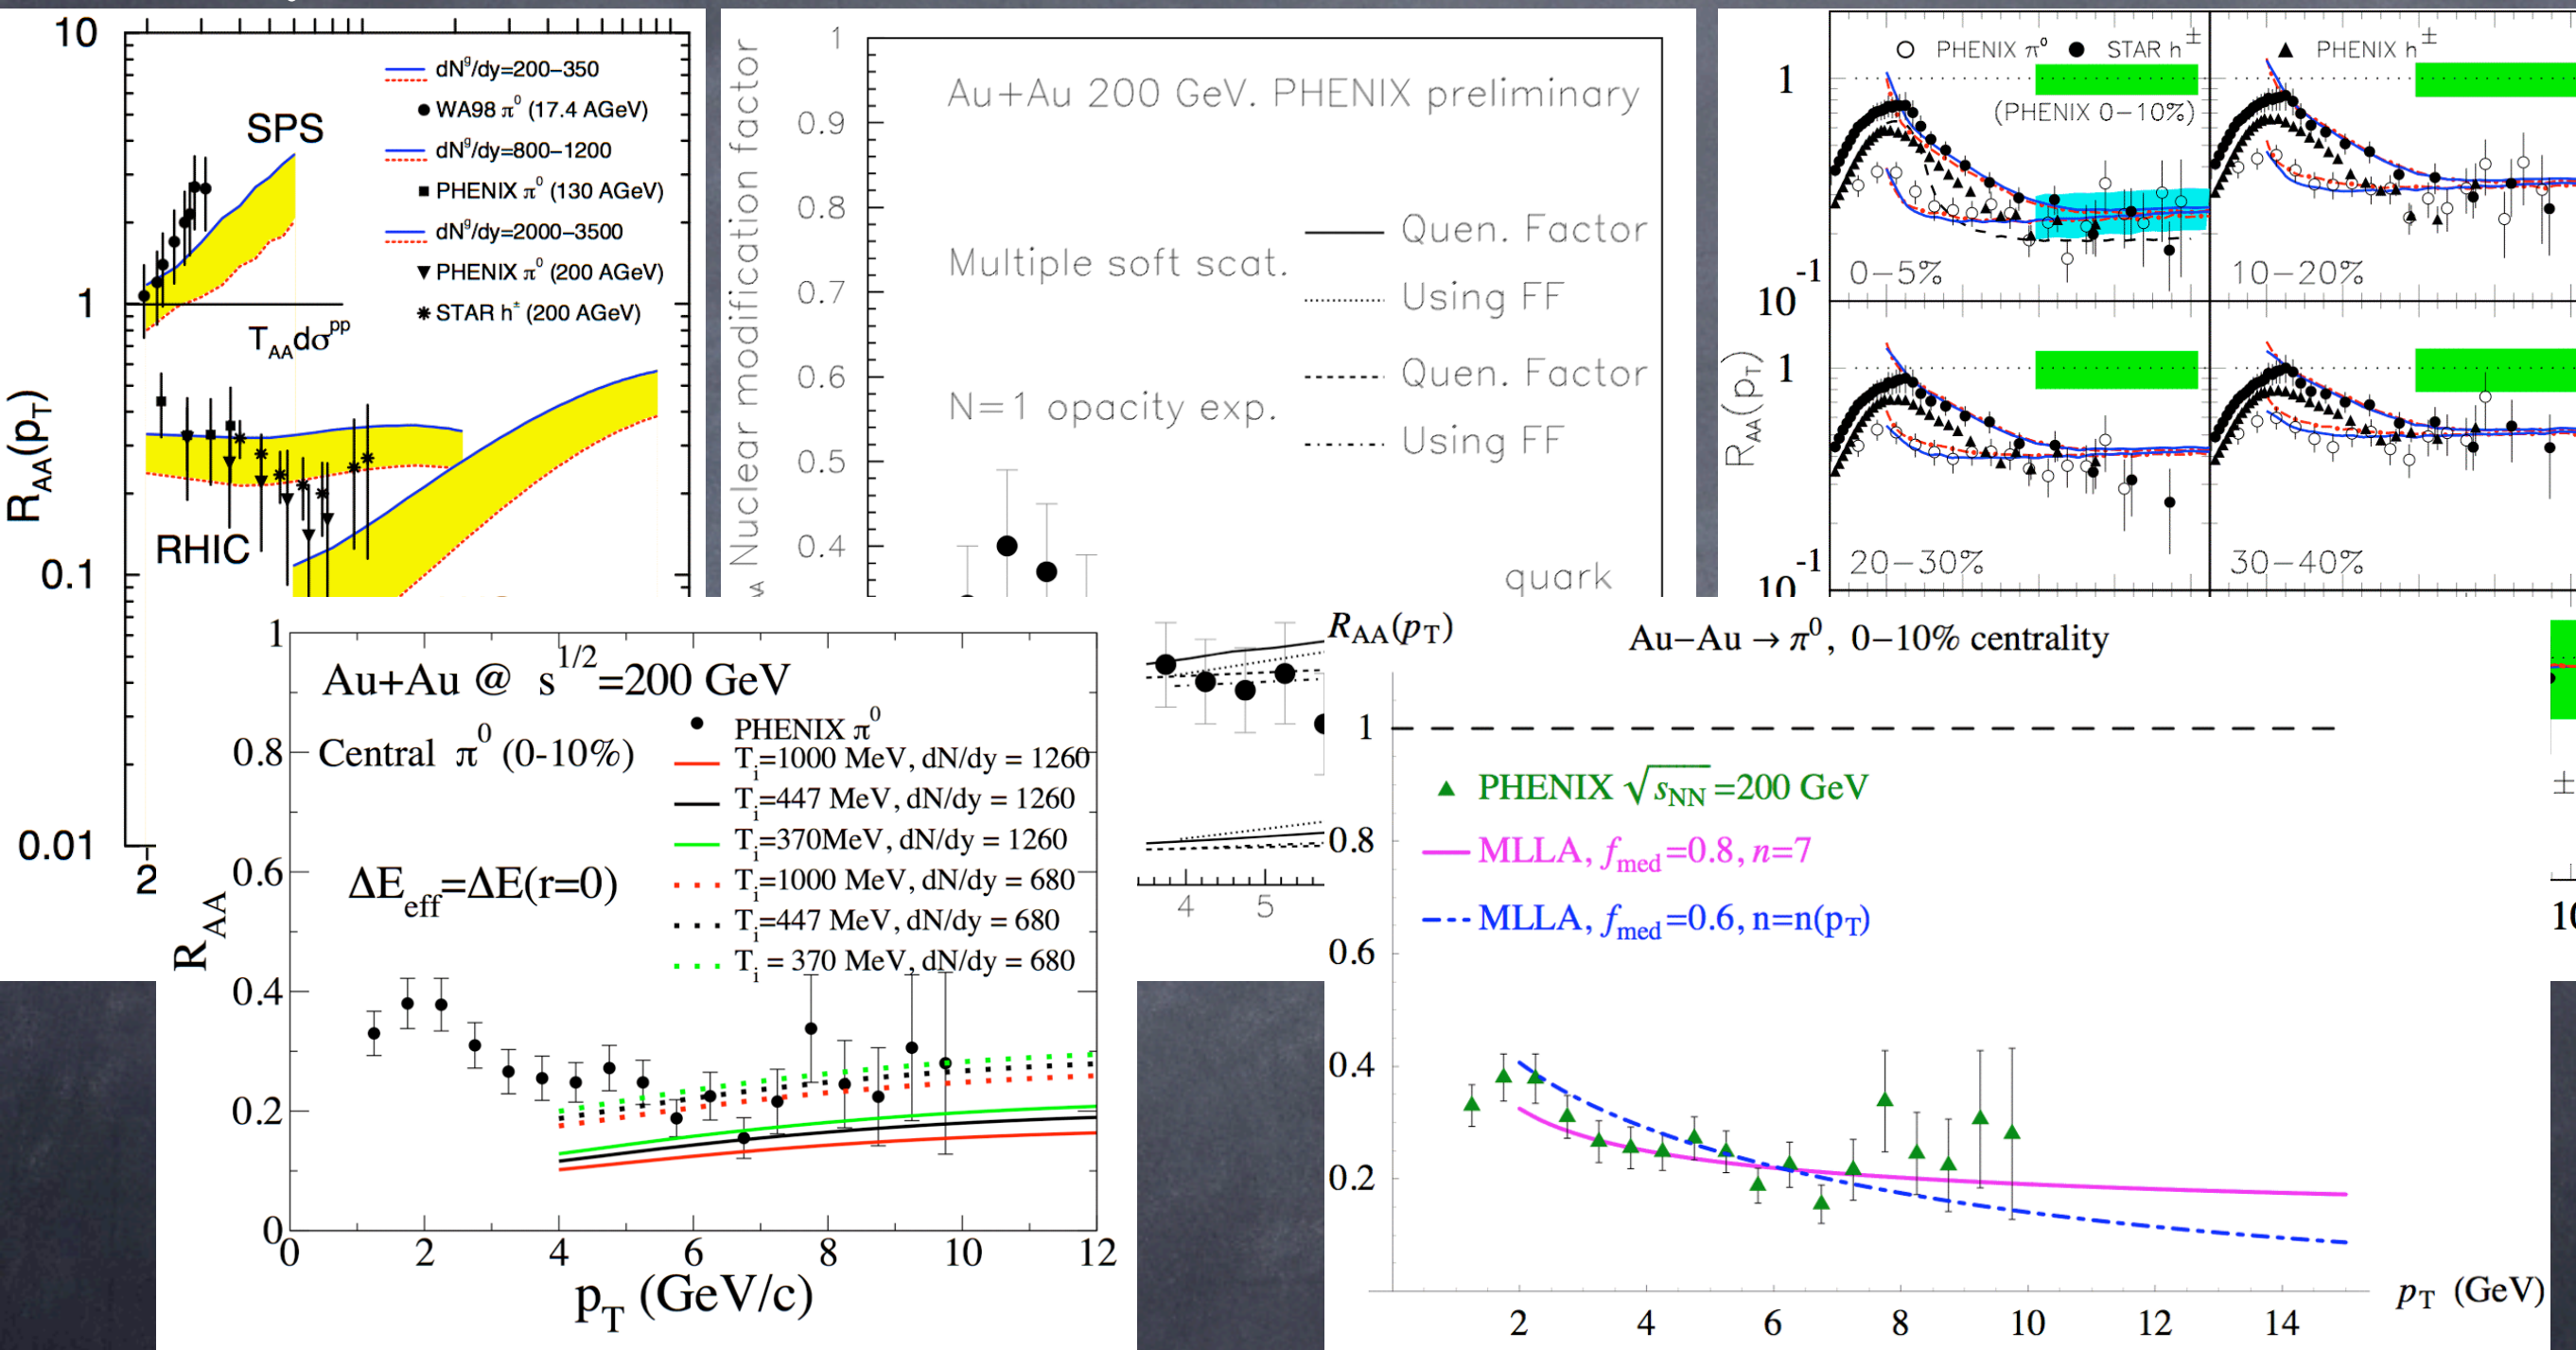 10
1
0.1
0.01
2
R_AA(p_T)
dN^g/dy=200–350
WA98 π^0 (17.4 AGeV)
dN^g/dy=800–1200
PHENIX π^0 (130 AGeV)
dN^g/dy=2000–3500
PHENIX π^0 (200 AGeV)
STAR h^± (200 AGeV)
SPS
T_AA dσ^pp
RHIC
Nuclear modification factor
1
0.9
0.8
0.7
0.6
0.5
0.4
Au+Au 200 GeV. PHENIX preliminary
Multiple soft scat.
Quen. Factor
Using FF
N=1 opacity exp.
Quen. Factor
Using FF
quark
4 5
R_AA(p_T)
1
10^-1
1
10^-1
PHENIX π^0
STAR h^±
PHENIX h^±
(PHENIX 0–10%)
0–5%
10–20%
20–30%
30–40%
±
Au+Au @ s^1/2=200 GeV
Central π^0 (0-10%)
ΔE_eff=ΔE(r=0)
PHENIX π^0
T_i=1000 MeV, dN/dy = 1260
T_i=447 MeV, dN/dy = 1260
T_i=370MeV, dN/dy = 1260
T_i=1000 MeV, dN/dy = 680
T_i=447 MeV, dN/dy = 680
T_i = 370 MeV, dN/dy = 680
R_AA
1
0.8
0.6
0.4
0.2
0
0 2 4 6 8 10 12
p_T (GeV/c)
R_AA(p_T)
Au–Au → π^0, 0–10% centrality
1
0.8
0.6
0.4
0.2
PHENIX √s_NN=200 GeV
MLLA, f_med=0.8, n=7
MLLA, f_med=0.6, n=n(p_T)
2 4 6 8 10 12 14
p_T (GeV)